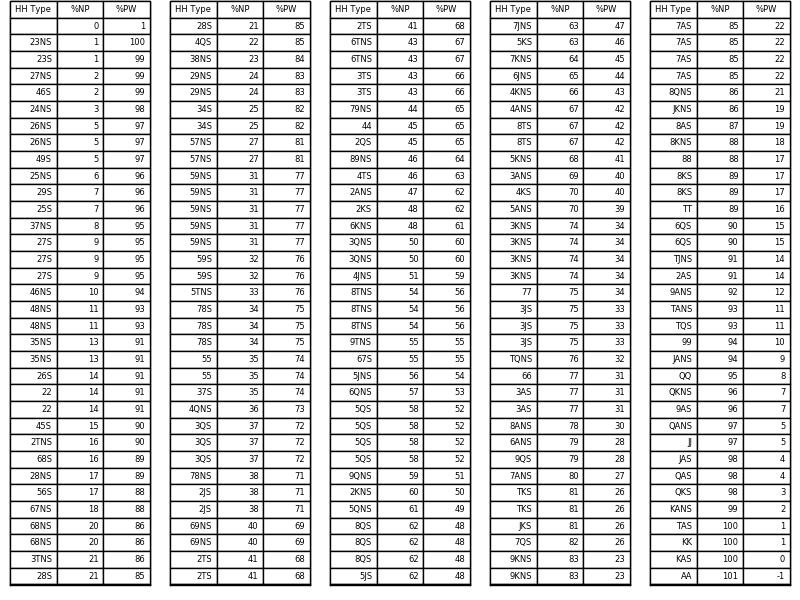 HH Type %NP %PW
0 1
23NS 1 100
23S 1 99
27NS 2 99
46S 2 99
24NS 3 98
26NS 5 97
26NS 5 97
49S 5 97
25NS 6 96
29S 7 96
25S 7 96
37NS 8 95
27S 9 95
27S 9 95
27S 9 95
46NS 10 94
48NS 11 93
48NS 11 93
35NS 13 91
35NS 13 91
26S 14 91
22 14 91
22 14 91
45S 15 90
2TNS 16 90
68S 16 89
28NS 17 89
56S 17 88
67NS 18 88
68NS 20 86
68NS 20 86
3TNS 21 86
28S 21 85
HH Type %NP %PW
28S 21 85
4QS 22 85
38NS 23 84
29NS 24 83
29NS 24 83
34S 25 82
34S 25 82
57NS 27 81
57NS 27 81
59NS 31 77
59NS 31 77
59NS 31 77
59NS 31 77
59NS 31 77
59S 32 76
59S 32 76
5TNS 33 76
78S 34 75
78S 34 75
78S 34 75
55 35 74
55 35 74
37S 35 74
4QNS 36 73
3QS 37 72
3QS 37 72
3QS 37 72
78NS 38 71
2JS 38 71
2JS 38 71
69NS 40 69
69NS 40 69
2TS 41 68
2TS 41 68
HH Type %NP %PW
2TS 41 68
6TNS 43 67
6TNS 43 67
3TS 43 66
3TS 43 66
79NS 44 65
44 45 65
2QS 45 65
89NS 46 64
4TS 46 63
2ANS 47 62
2KS 48 62
6KNS 48 61
3QNS 50 60
3QNS 50 60
4JNS 51 59
8TNS 54 56
8TNS 54 56
8TNS 54 56
9TNS 55 55
67S 55 55
5JNS 56 54
6QNS 57 53
5QS 58 52
5QS 58 52
5QS 58 52
5QS 58 52
9QNS 59 51
2KNS 60 50
5QNS 61 49
8QS 62 48
8QS 62 48
8QS 62 48
5JS 62 48
HH Type %NP %PW
7JNS 63 47
5KS 63 46
7KNS 64 45
6JNS 65 44
4KNS 66 43
4ANS 67 42
8TS 67 42
8TS 67 42
5KNS 68 41
3ANS 69 40
4KS 70 40
5ANS 70 39
3KNS 74 34
3KNS 74 34
3KNS 74 34
3KNS 74 34
77 75 34
3JS 75 33
3JS 75 33
3JS 75 33
TQNS 76 32
66 77 31
3AS 77 31
3AS 77 31
8ANS 78 30
6ANS 79 28
9QS 79 28
7ANS 80 27
TKS 81 26
TKS 81 26
JKS 81 26
7QS 82 26
9KNS 83 23
9KNS 83 23
HH Type %NP %PW
7AS 85 22
7AS 85 22
7AS 85 22
7AS 85 22
8QNS 86 21
JKNS 86 19
8AS 87 19
8KNS 88 18
88 88 17
8KS 89 17
8KS 89 17
TT 89 16
6QS 90 15
6QS 90 15
TJNS 91 14
2AS 91 14
9ANS 92 12
TANS 93 11
TQS 93 11
99 94 10
JANS 94 9
QQ 95 8
QKNS 96 7
9AS 96 7
QANS 97 5
JJ 97 5
JAS 98 4
QAS 98 4
QKS 98 3
KANS 99 2
TAS 100 1
KK 100 1
KAS 100 0
AA 101 -1